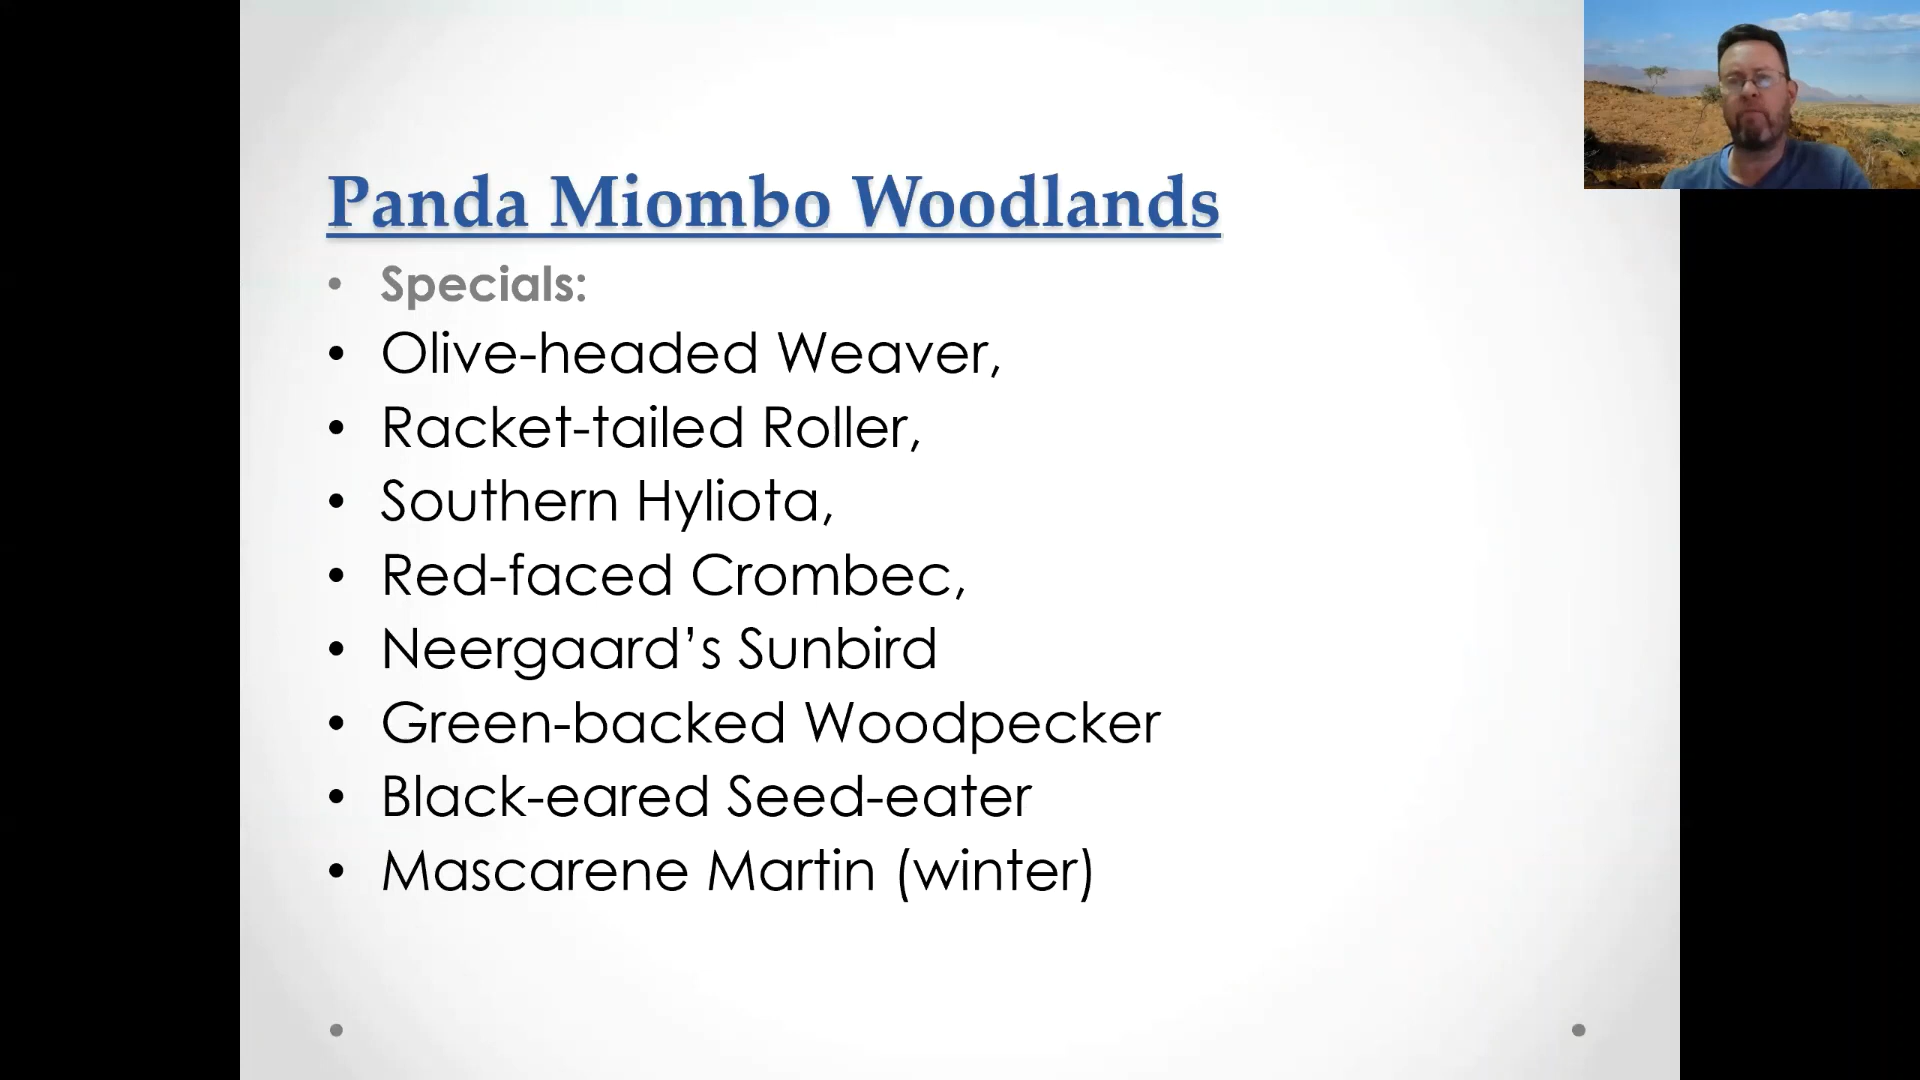 Panda Miombo Woodlands
• Specials:
• Olive-headed Weaver,
• Racket-tailed Roller,
• Southern Hyliota,
• Red-faced Crombec,
• Neergaard’s Sunbird
• Green-backed Woodpecker
• Black-eared Seed-eater
• Mascarene Martin (winter)